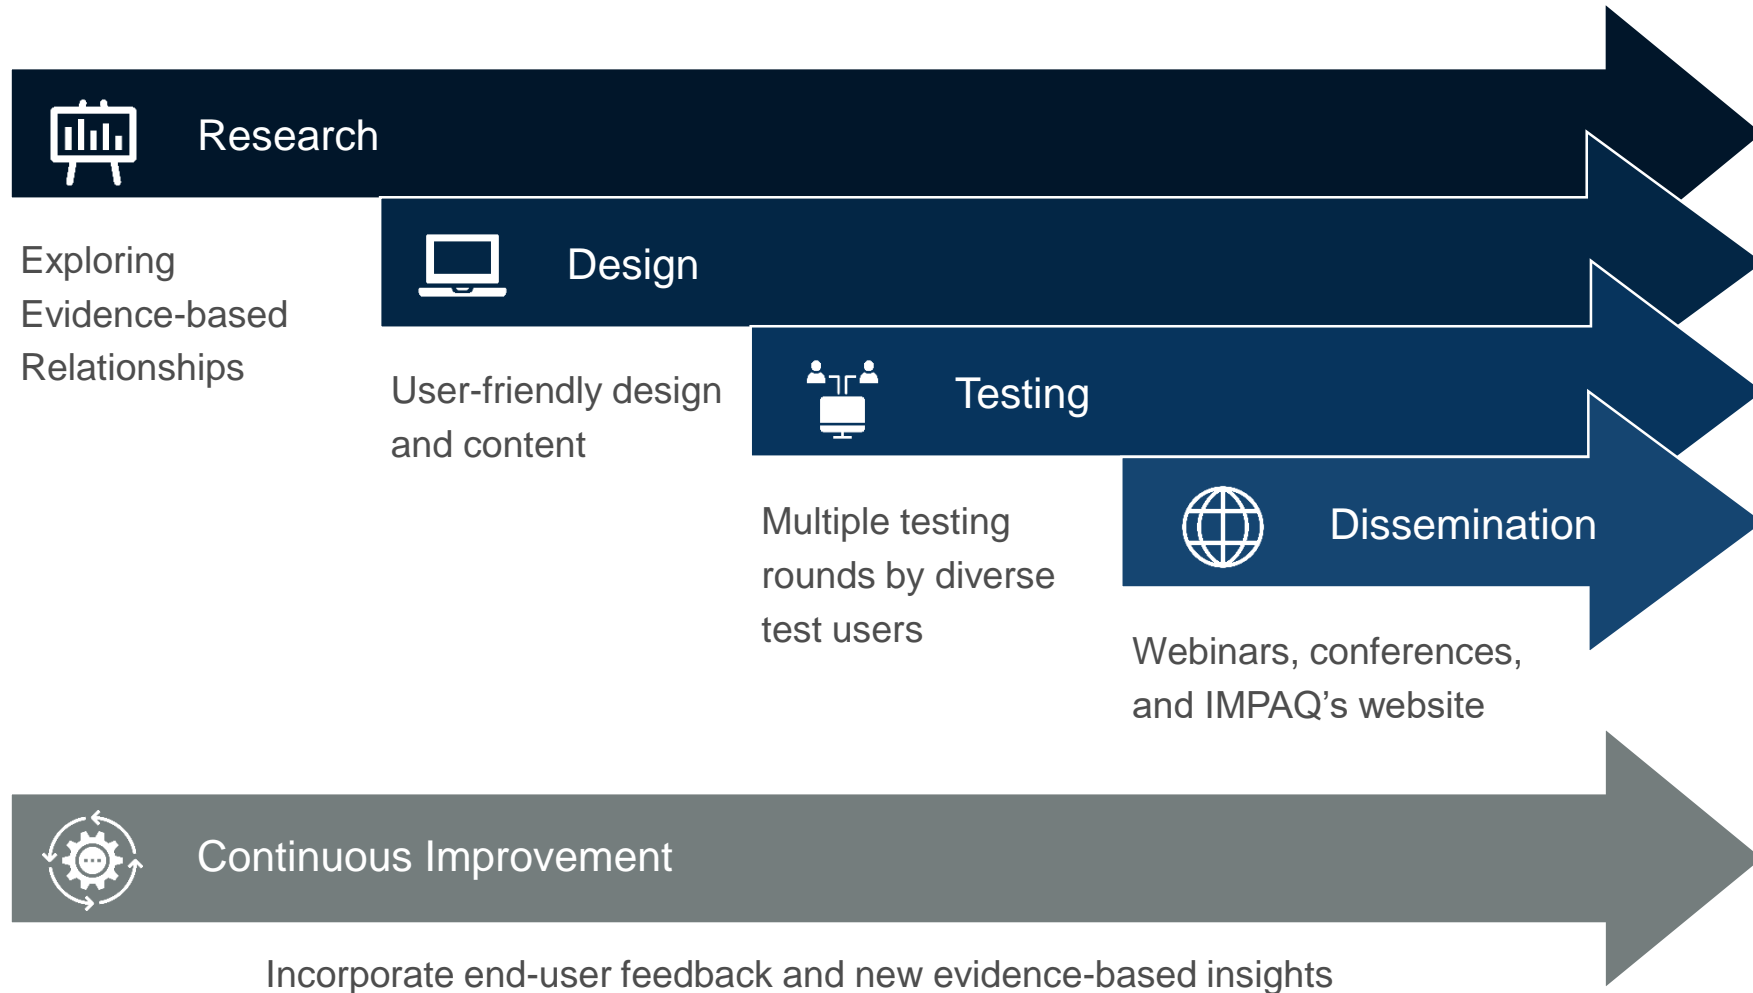 Research
Exploring
Evidence-based
Relationships
Design
User-friendly design
and content
Testing
Multiple testing
rounds by diverse
test users
Dissemination
Webinars, conferences,
and IMPAQ’s website
Continuous Improvement
Incorporate end-user feedback and new evidence-based insights